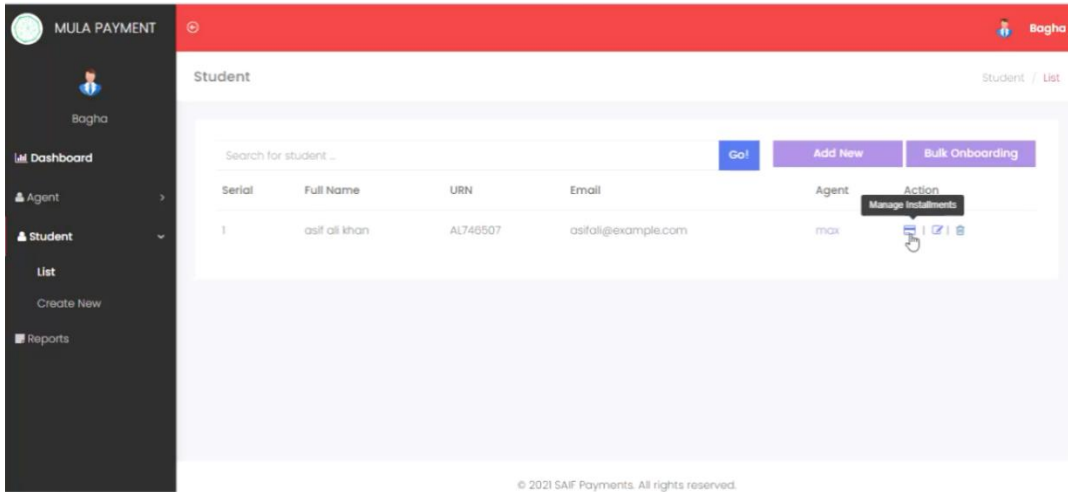 MULA PAYMENT
Bagha
Bagha
Dashboard
Agent
Student
List
Create New
Reports
Student
Student / List
Search for student ...
Go!
Add New
Bulk Onboarding
Serial Full Name URN Email Agent Action
Manage Installments
1 asif ali khan AL746507 asifali@example.com max
© 2021 SAIF Payments. All rights reserved.